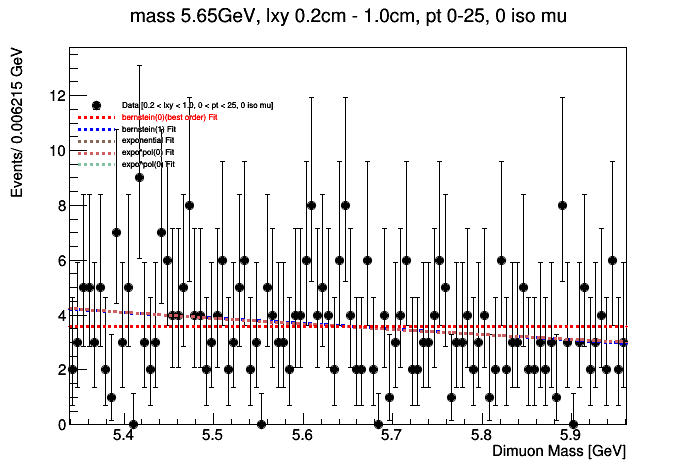 mass 5.65GeV, lxy 0.2cm - 1.0cm, pt 0-25, 0 iso mu
Events/ 0.006215 GeV
12
10
8
6
4
2
0
Data [0.2 < lxy < 1.0, 0 < pt < 25, 0 iso mu]
bernstein(0)(best order) Fit
bernstein(1) Fit
exponential Fit
expo*pol(0) Fit
expo*pol(0) Fit
5.4 5.5 5.6 5.7 5.8 5.9
Dimuon Mass [GeV]